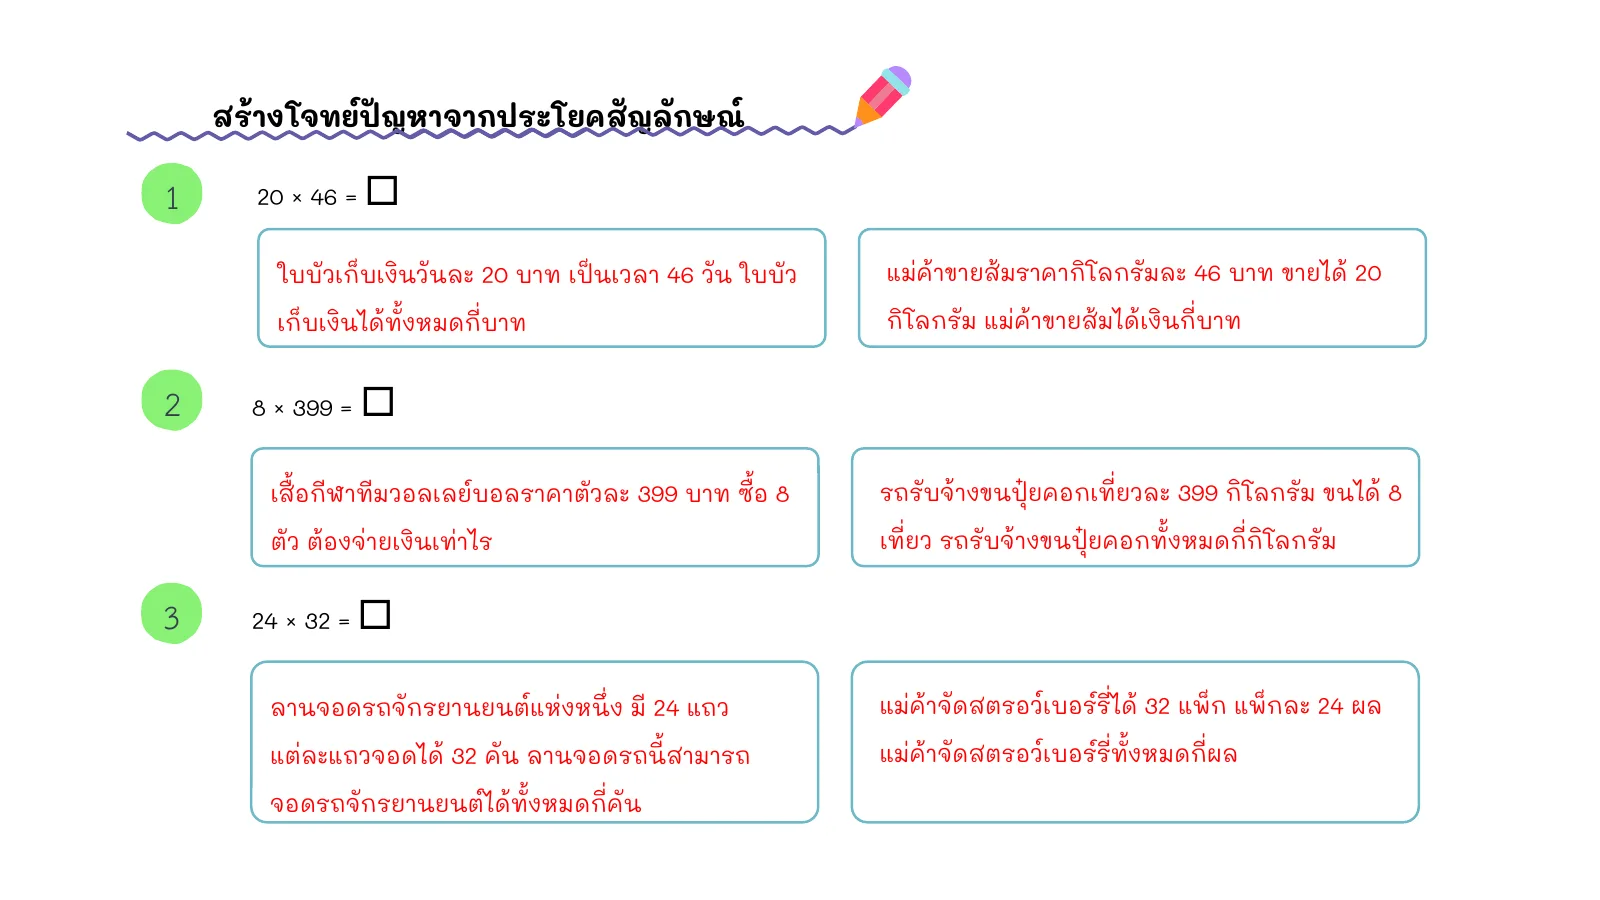 สร้างโจทย์ปัญหาจากประโยคสัญลักษณ์
1
20 × 46 = □
ใบบัวเก็บเงินวันละ 20 บาท เป็นเวลา 46 วัน ใบบัว
เก็บเงินได้ทั้งหมดกี่บาท
แม่ค้าขายส้มราคากิโลกรัมละ 46 บาท ขายได้ 20
กิโลกรัม แม่ค้าขายส้มได้เงินกี่บาท
2
8 × 399 = □
เสื้อกีฬาทีมวอลเลย์บอลราคาตัวละ 399 บาท ซื้อ 8
ตัว ต้องจ่ายเงินเท่าไร
รถรับจ้างขนปุ๋ยคอกเที่ยวละ 399 กิโลกรัม ขนได้ 8
เที่ยว รถรับจ้างขนปุ๋ยคอกทั้งหมดกี่กิโลกรัม
3
24 × 32 = □
ลานจอดรถจักรยานยนต์แห่งหนึ่ง มี 24 แถว
แต่ละแถวจอดได้ 32 คัน ลานจอดรถนี้สามารถ
จอดรถจักรยานยนต์ได้ทั้งหมดกี่คัน
แม่ค้าจัดสตรอว์เบอร์รี่ได้ 32 แพ็ก แพ็กละ 24 ผล
แม่ค้าจัดสตรอว์เบอร์รี่ทั้งหมดกี่ผล